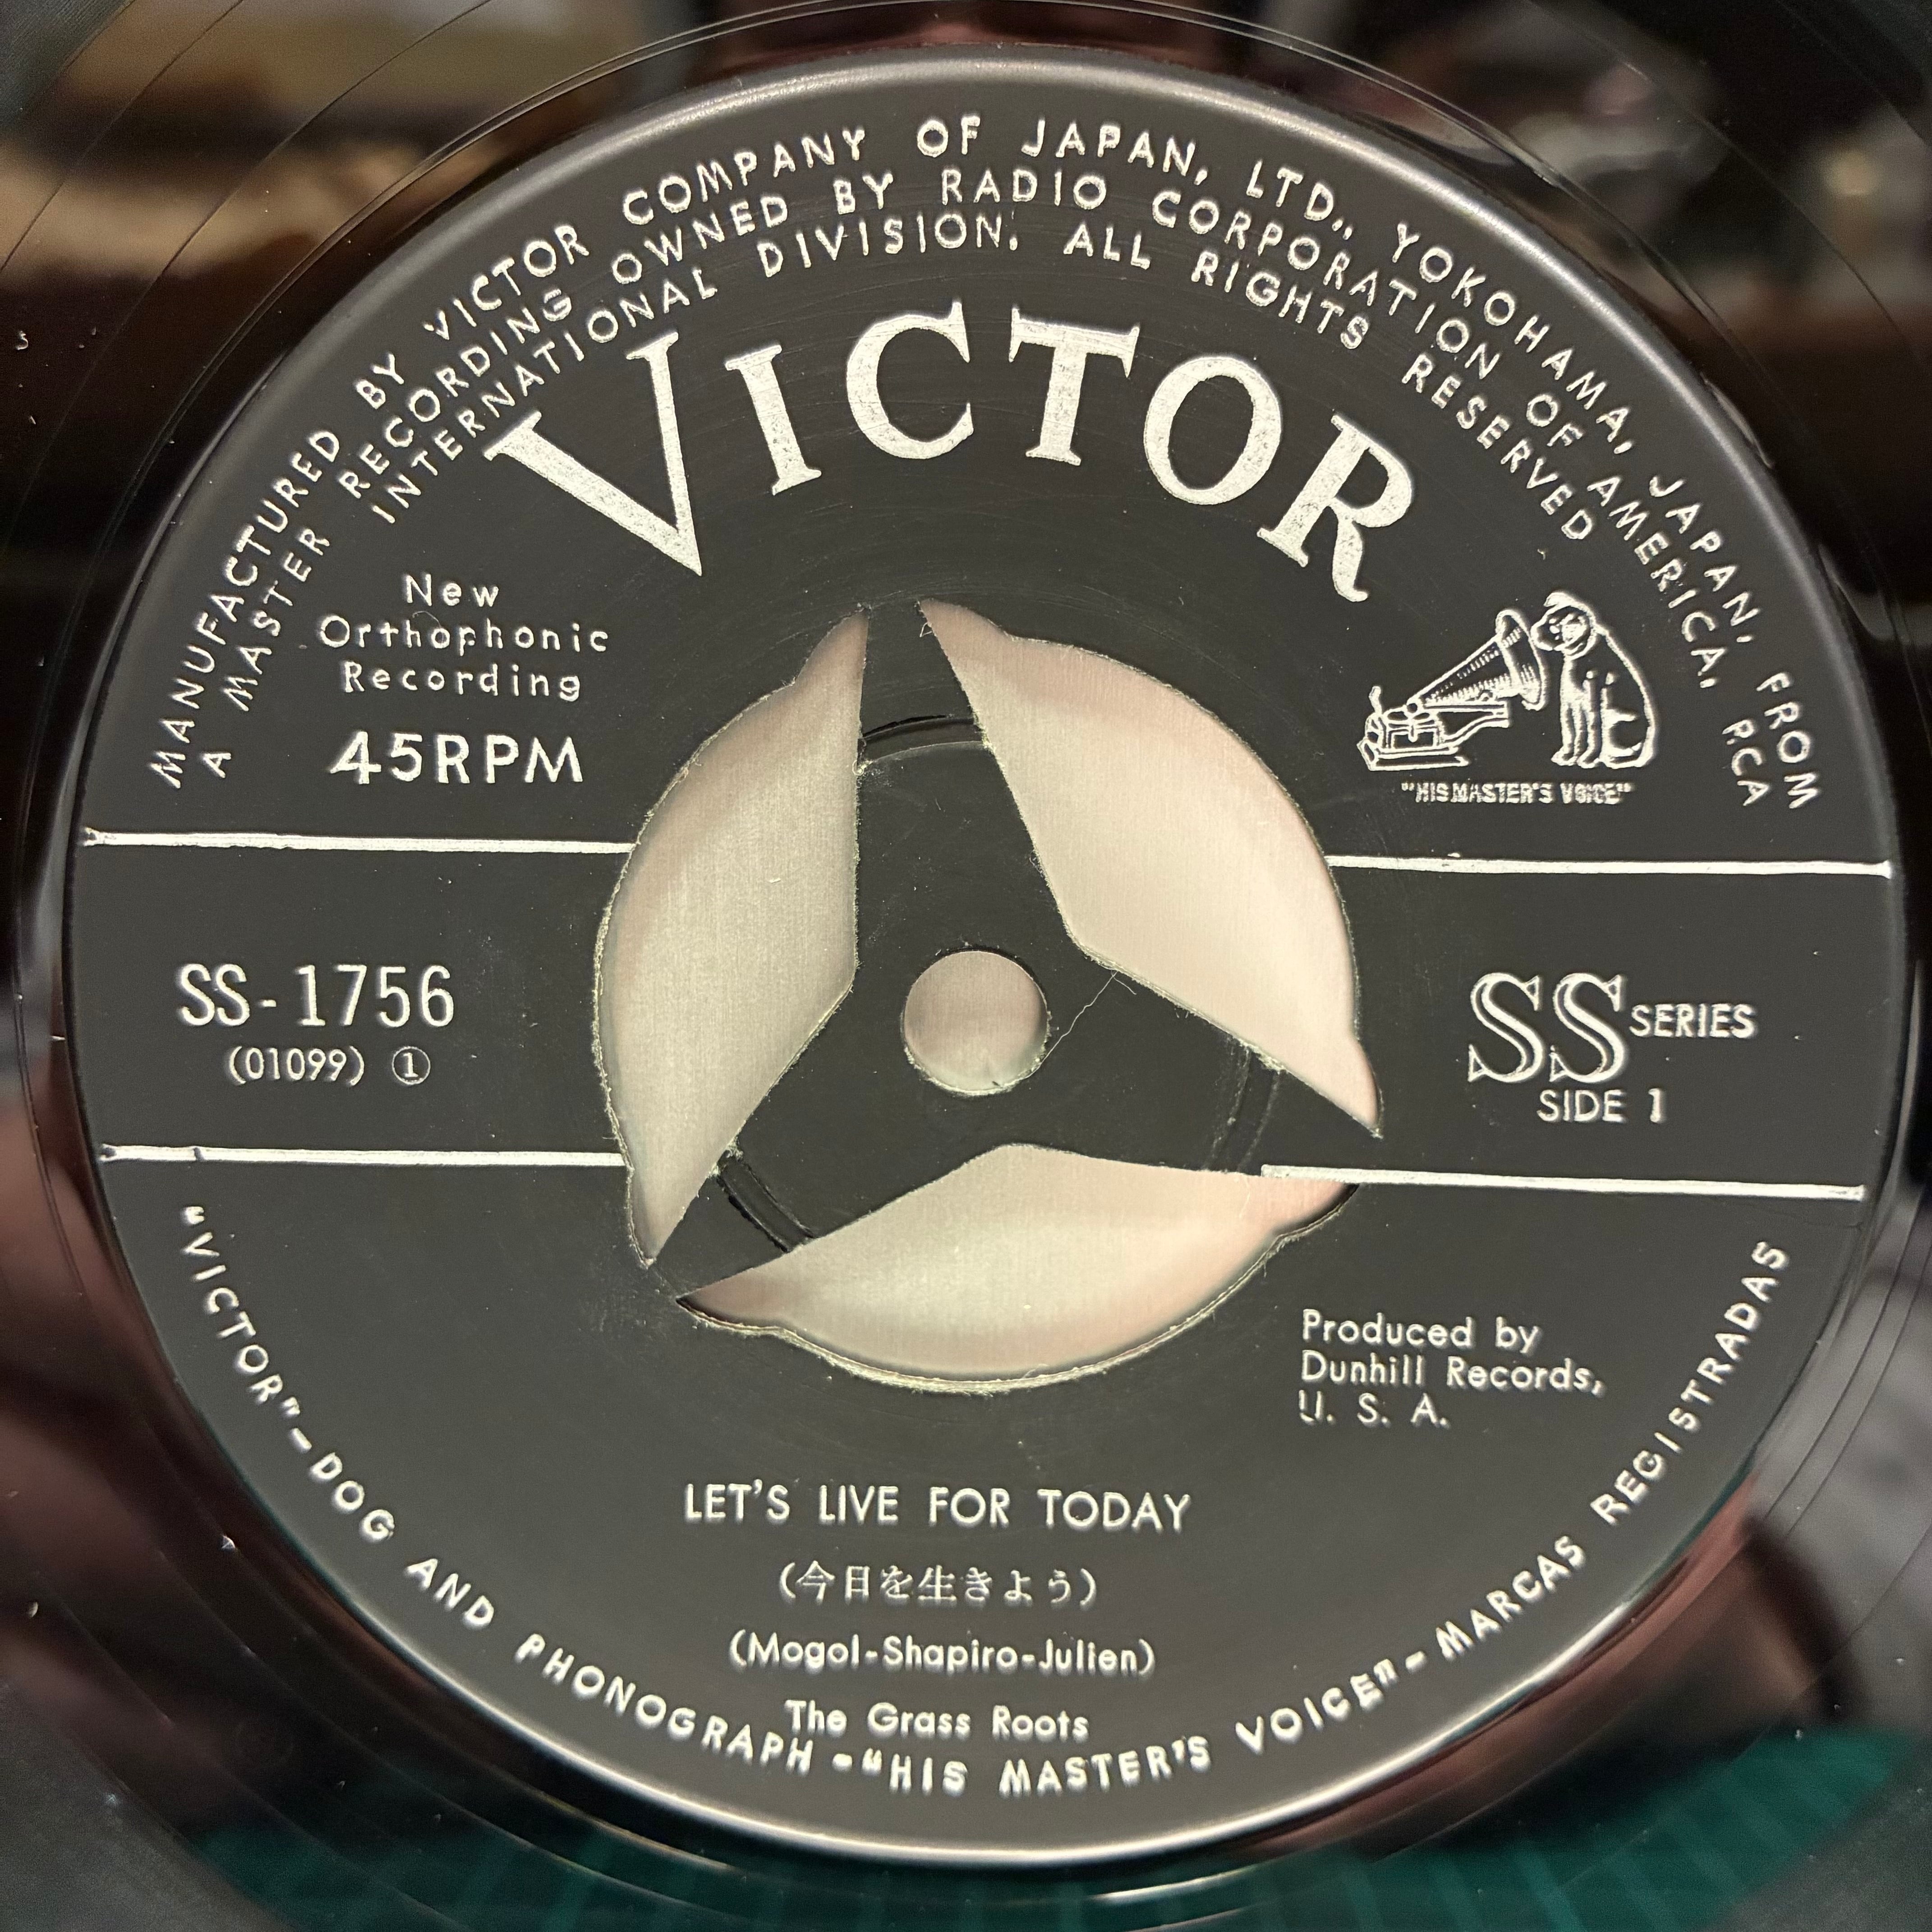 MANUFACTURED BY VICTOR COMPANY OF JAPAN, LTD., YOKOHAMA, JAPAN, FROM
A MASTER RECORDING OWNED BY RADIO CORPORATION OF AMERICA, RCA
INTERNATIONAL DIVISION. ALL RIGHTS RESERVED
VICTOR
New
Orthophonic
Recording
45RPM
"HIS MASTER'S VOICE"
SS-1756
(01099) ①
SS SERIES
SIDE 1
Produced by
Dunhill Records,
U. S. A.
LET'S LIVE FOR TODAY
(今日を生きよう)
(Mogol-Shapiro-Julien)
The Grass Roots
"VICTOR"-DOG AND PHONOGRAPH-"HIS MASTER'S VOICE"-MARCAS REGISTRADAS